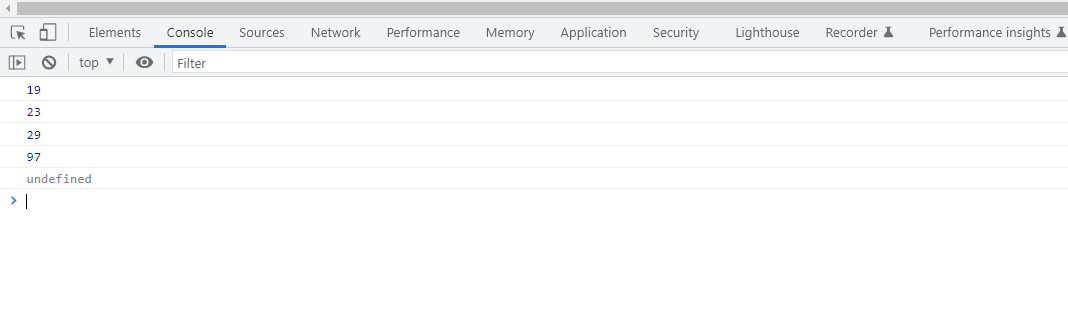 Elements Console Sources Network Performance Memory Application Security Lighthouse Recorder Performance insights
top Filter
19
23
29
97
undefined